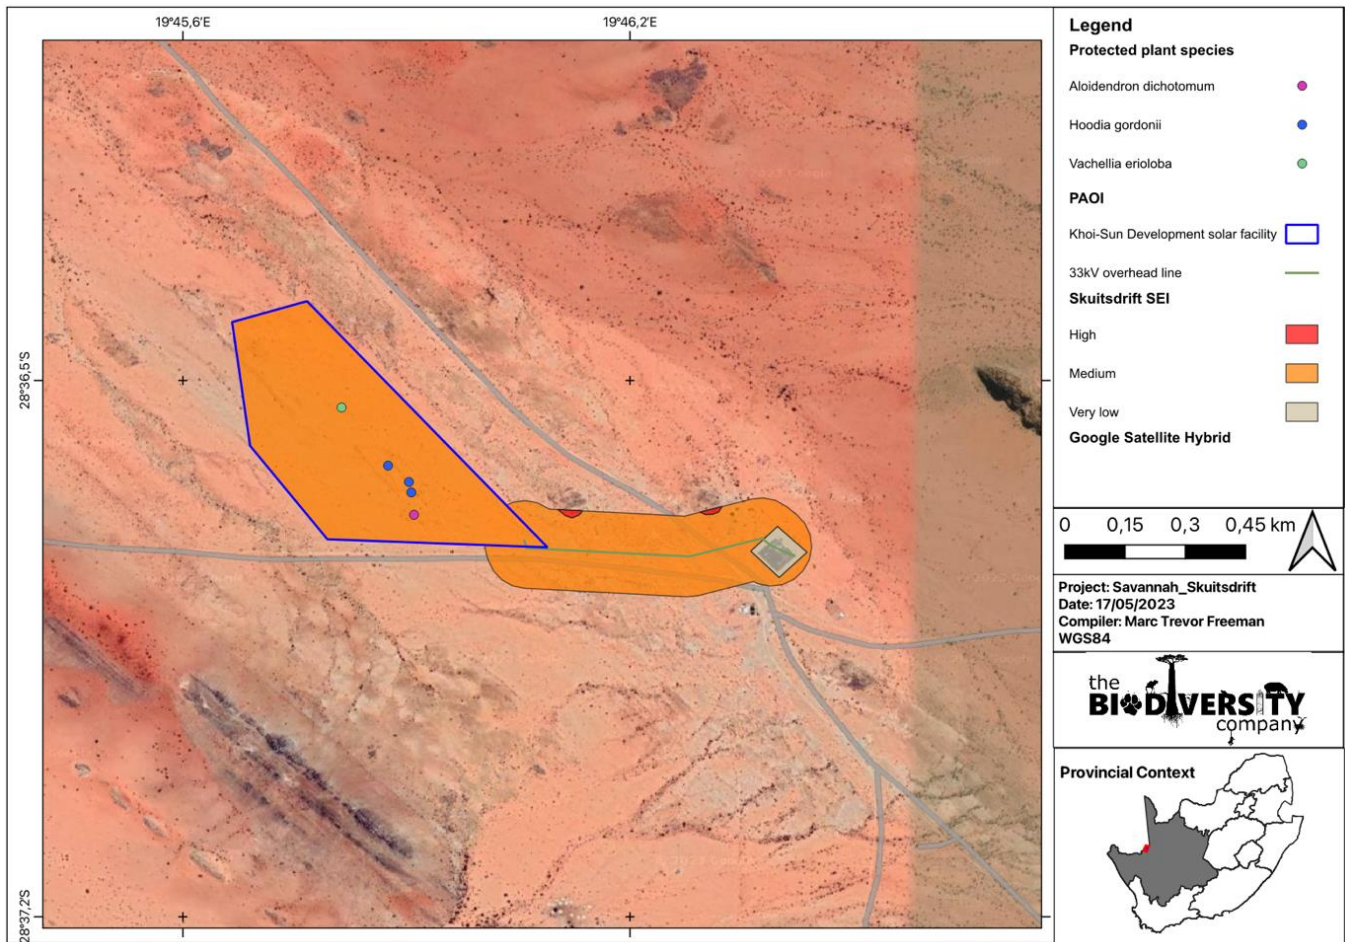 19°45,6'E
19°46,2'E
28°36,5'S
28°37,2'S
Legend
Protected plant species
Aloidendron dichotomum
Hoodia gordonii
Vachellia erioloba
PAOI
Khoi-Sun Development solar facility
33kV overhead line
Skuitsdrift SEI
High
Medium
Very low
Google Satellite Hybrid
0 0,15 0,3 0,45 km
Project: Savannah_Skuitsdrift
Date: 17/05/2023
Compiler: Marc Trevor Freeman
WGS84
the
BIODIVERSITY
company
Provincial Context